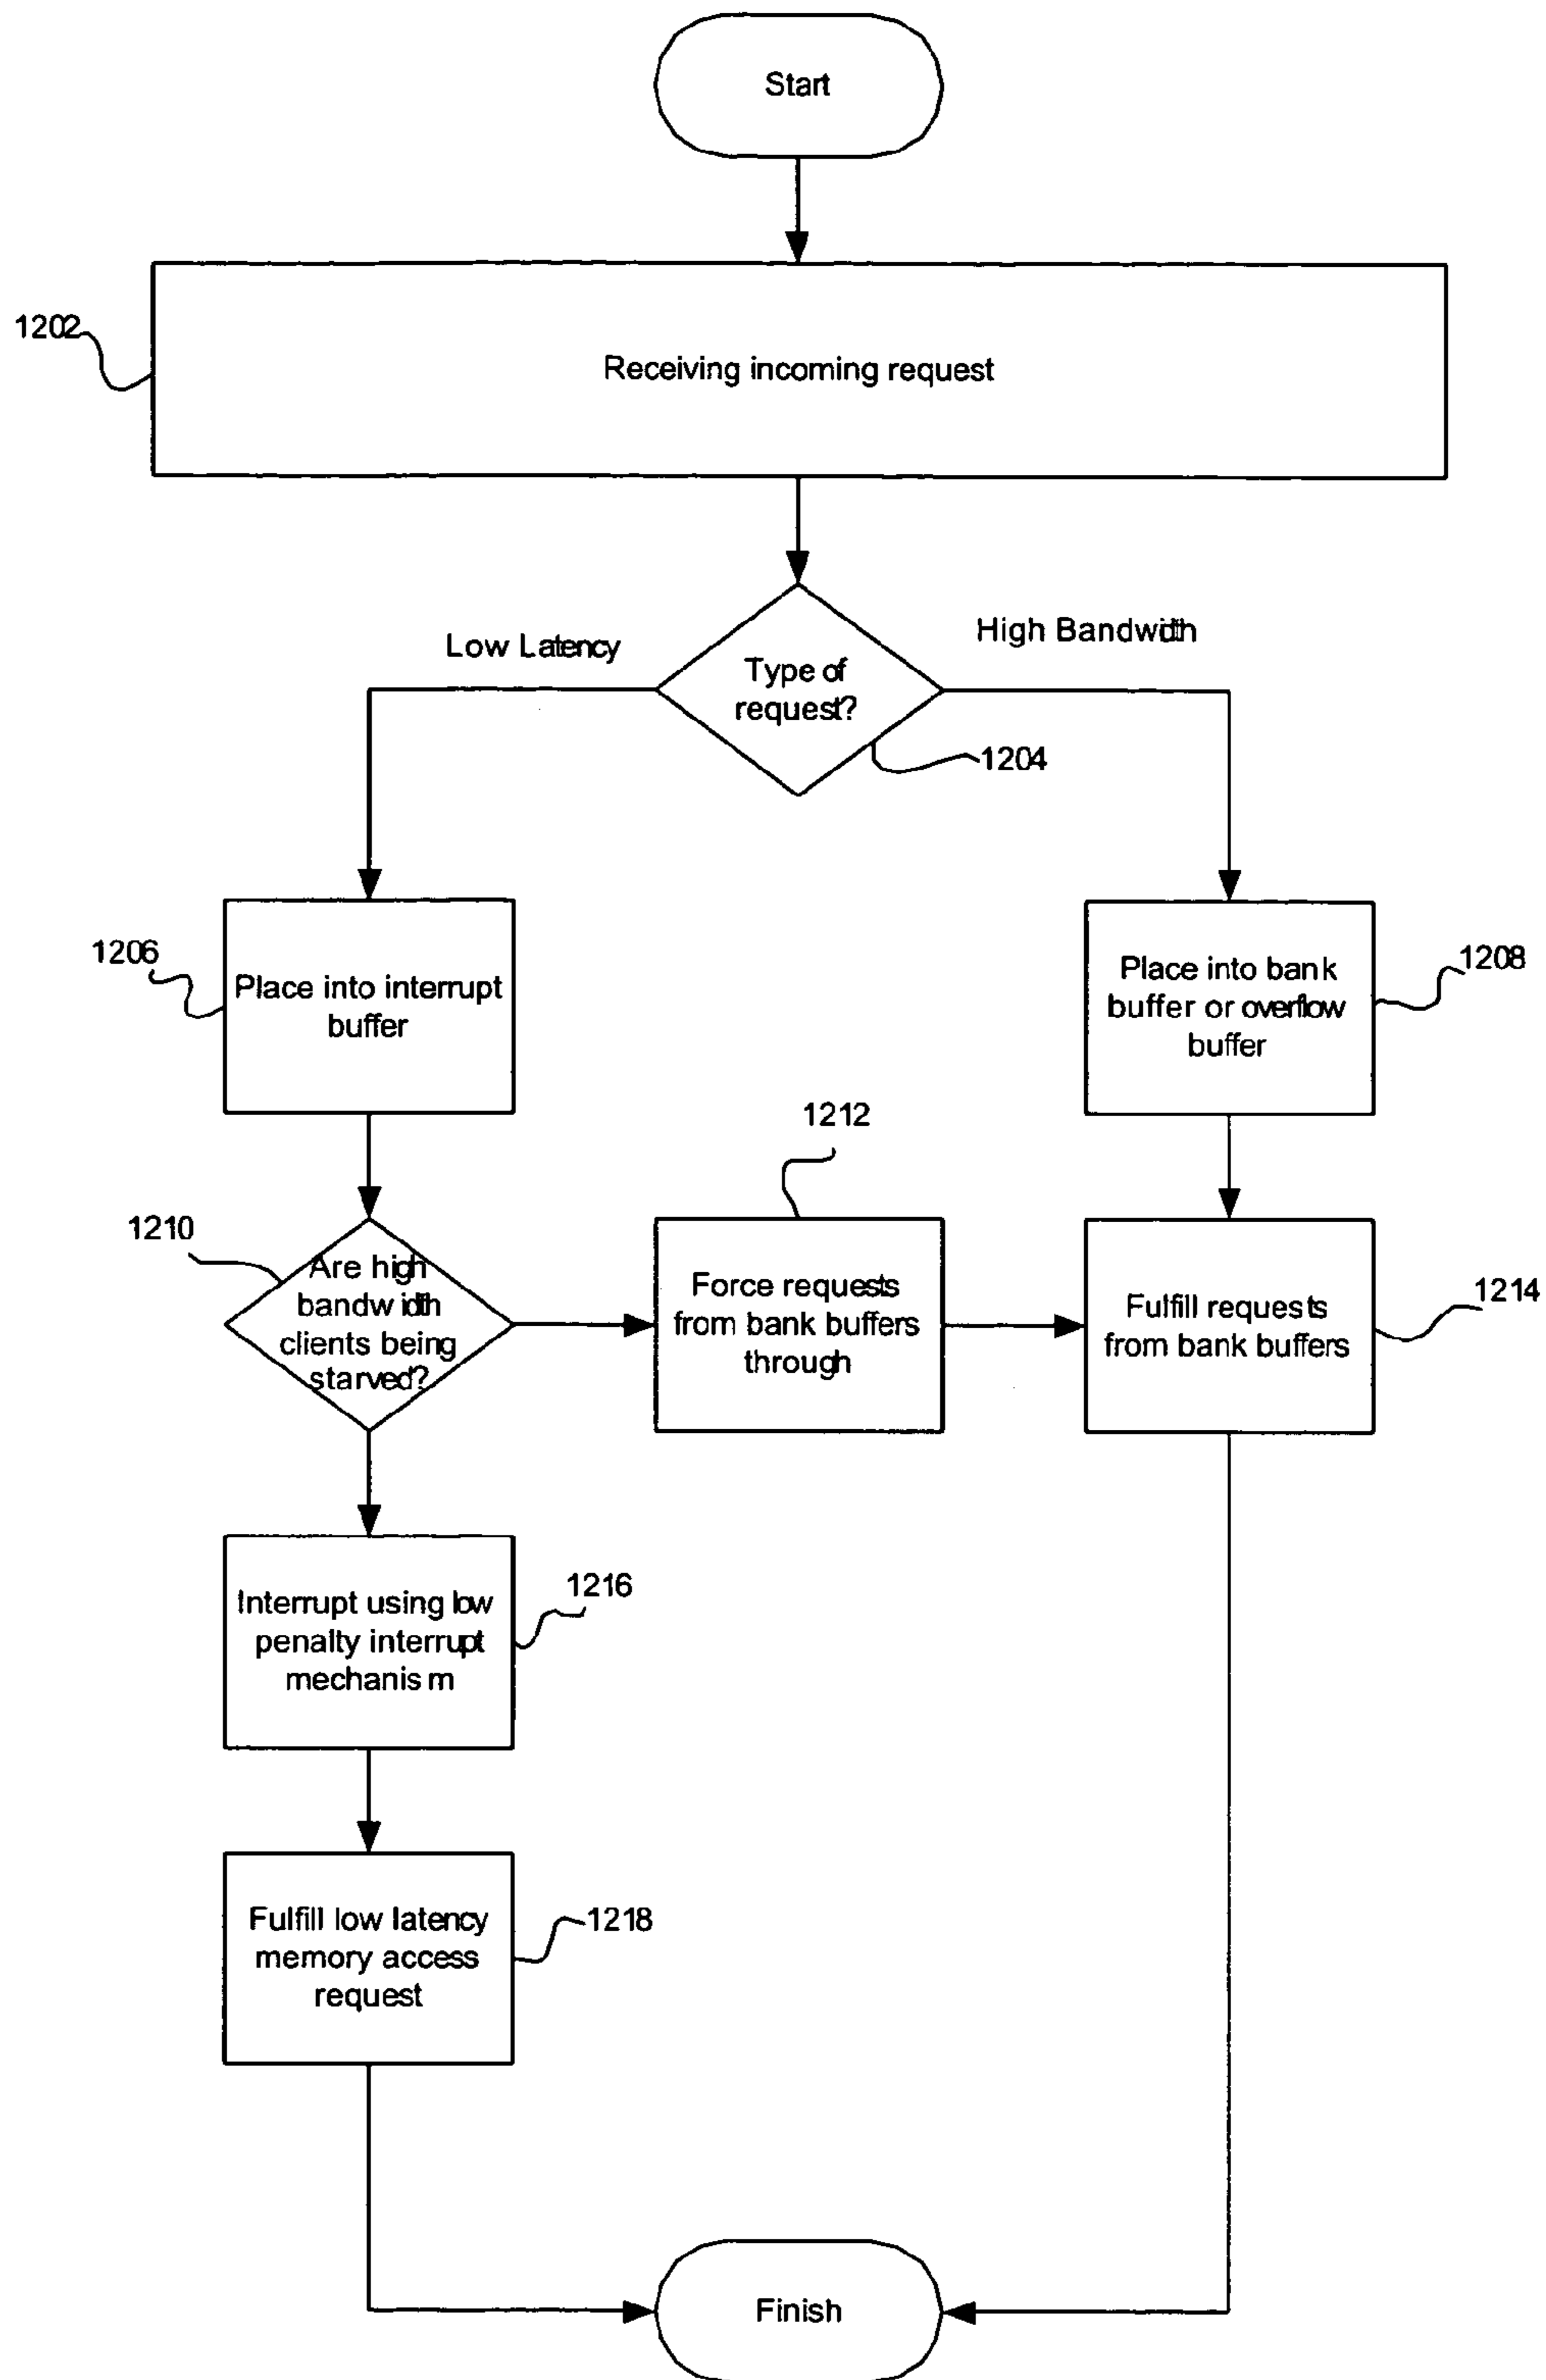 Start
1202
Receiving incoming request
Low Latency
High Bandwidth
Type of
request?
1204
1206
Place into interrupt
buffer
Place into bank
buffer or overflow
buffer
1208
1212
1210
Are high
bandwidth
clients being
starved?
Force requests
from bank buffers
through
Fulfill requests
from bank buffers
1214
Interrupt using low
penalty interrupt
mechanism
1216
Fulfill low latency
memory access
request
1218
Finish